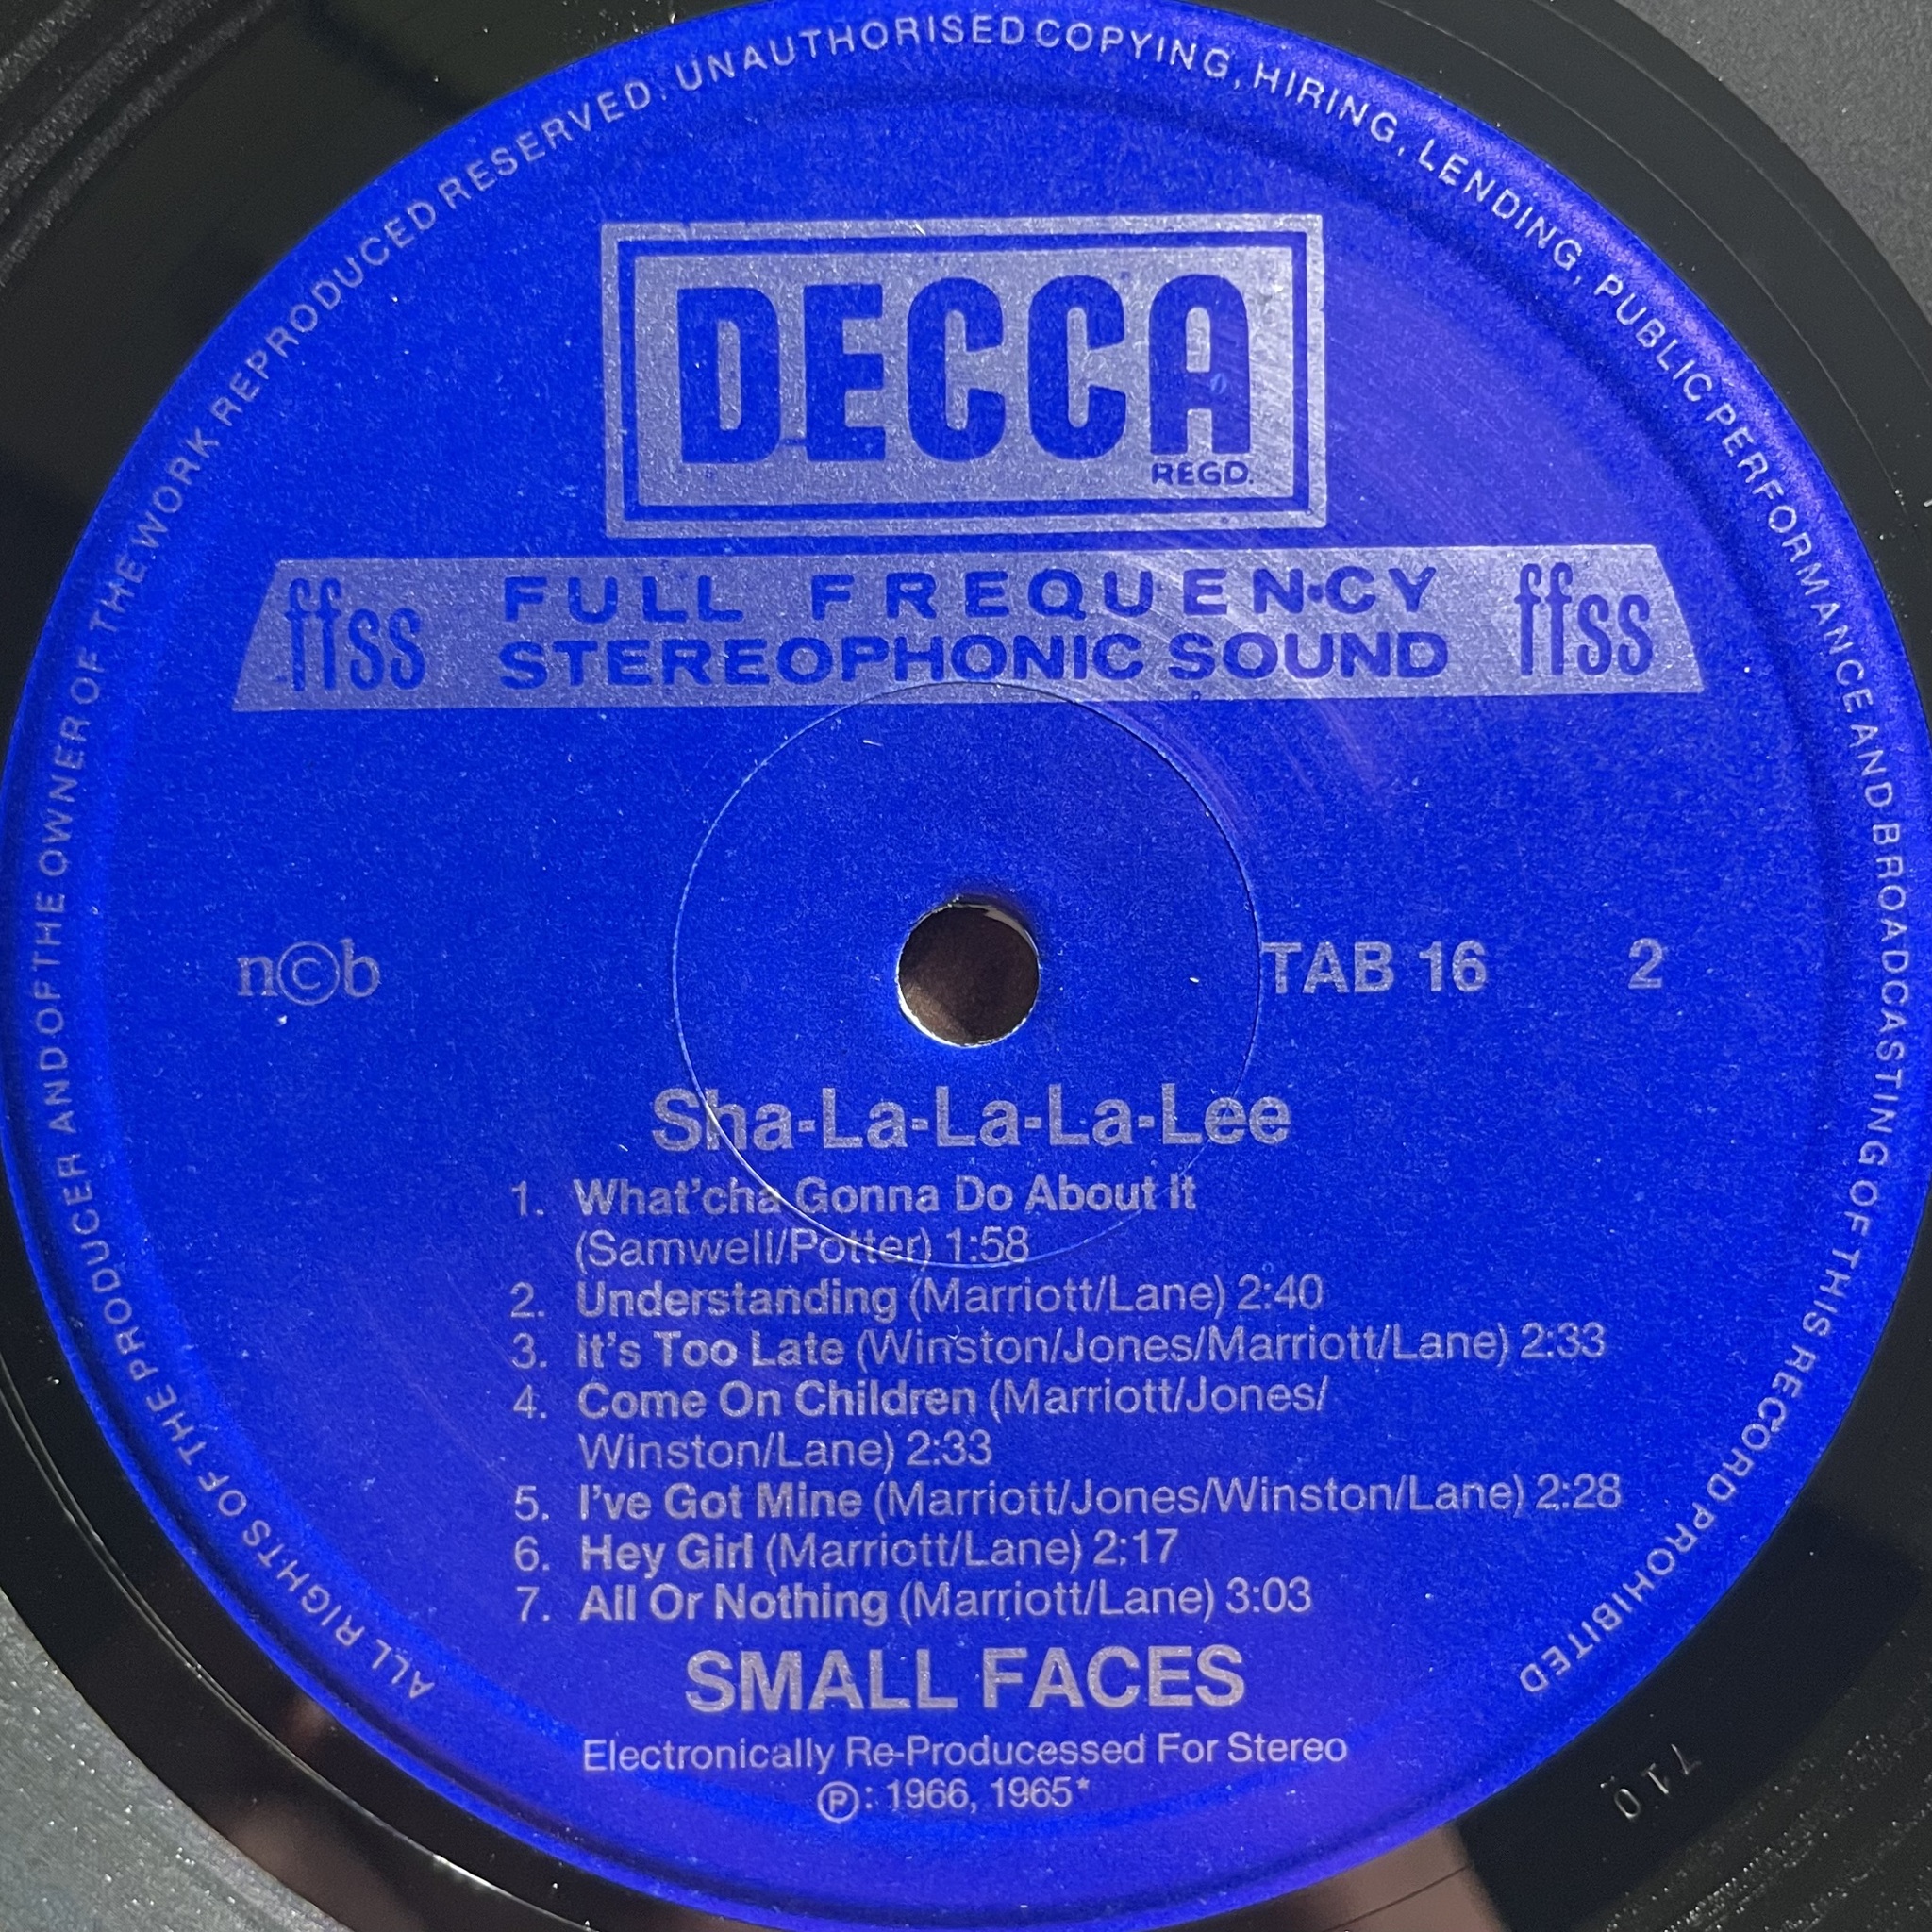 ALL RIGHTS OF THE PRODUCER AND OF THE OWNER OF THE WORK REPRODUCED RESERVED. UNAUTHORISED COPYING, HIRING, LENDING, PUBLIC PERFORMANCE AND BROADCASTING OF THIS RECORD PROHIBITED
DECCA
REGD.
ffss FULL FREQUENCY ffss
STEREOPHONIC SOUND
n©b TAB 16 2
Sha-La-La-La-Lee
1. What'cha Gonna Do About It
(Samwell/Potter) 1:58
2. Understanding (Marriott/Lane) 2:40
3. It's Too Late (Winston/Jones/Marriott/Lane) 2:33
4. Come On Children (Marriott/Jones/
Winston/Lane) 2:33
5. I've Got Mine (Marriott/Jones/Winston/Lane) 2:28
6. Hey Girl (Marriott/Lane) 2:17
7. All Or Nothing (Marriott/Lane) 3:03
SMALL FACES
Electronically Re-Producessed For Stereo
℗: 1966, 1965*